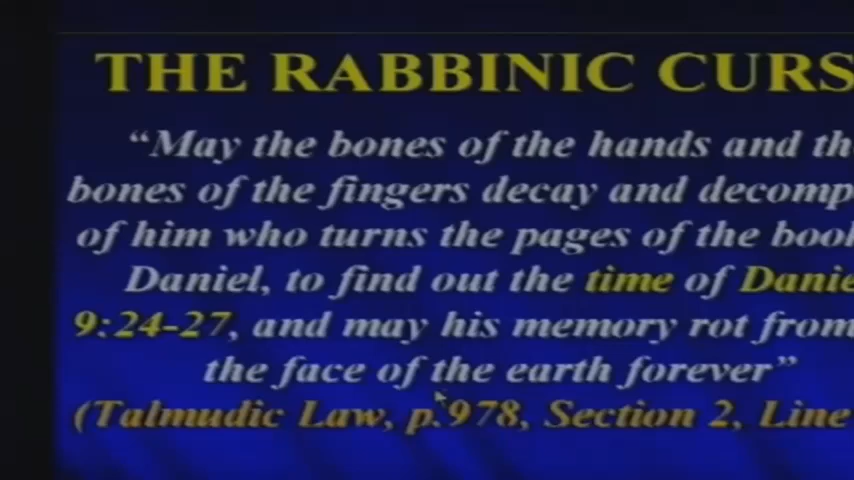 THE RABBINIC CURS
“May the bones of the hands and th
bones of the fingers decay and decomp
of him who turns the pages of the book
Daniel, to find out the time of Danie
9:24-27, and may his memory rot from
the face of the earth forever”
(Talmudic Law, p.978, Section 2, Line